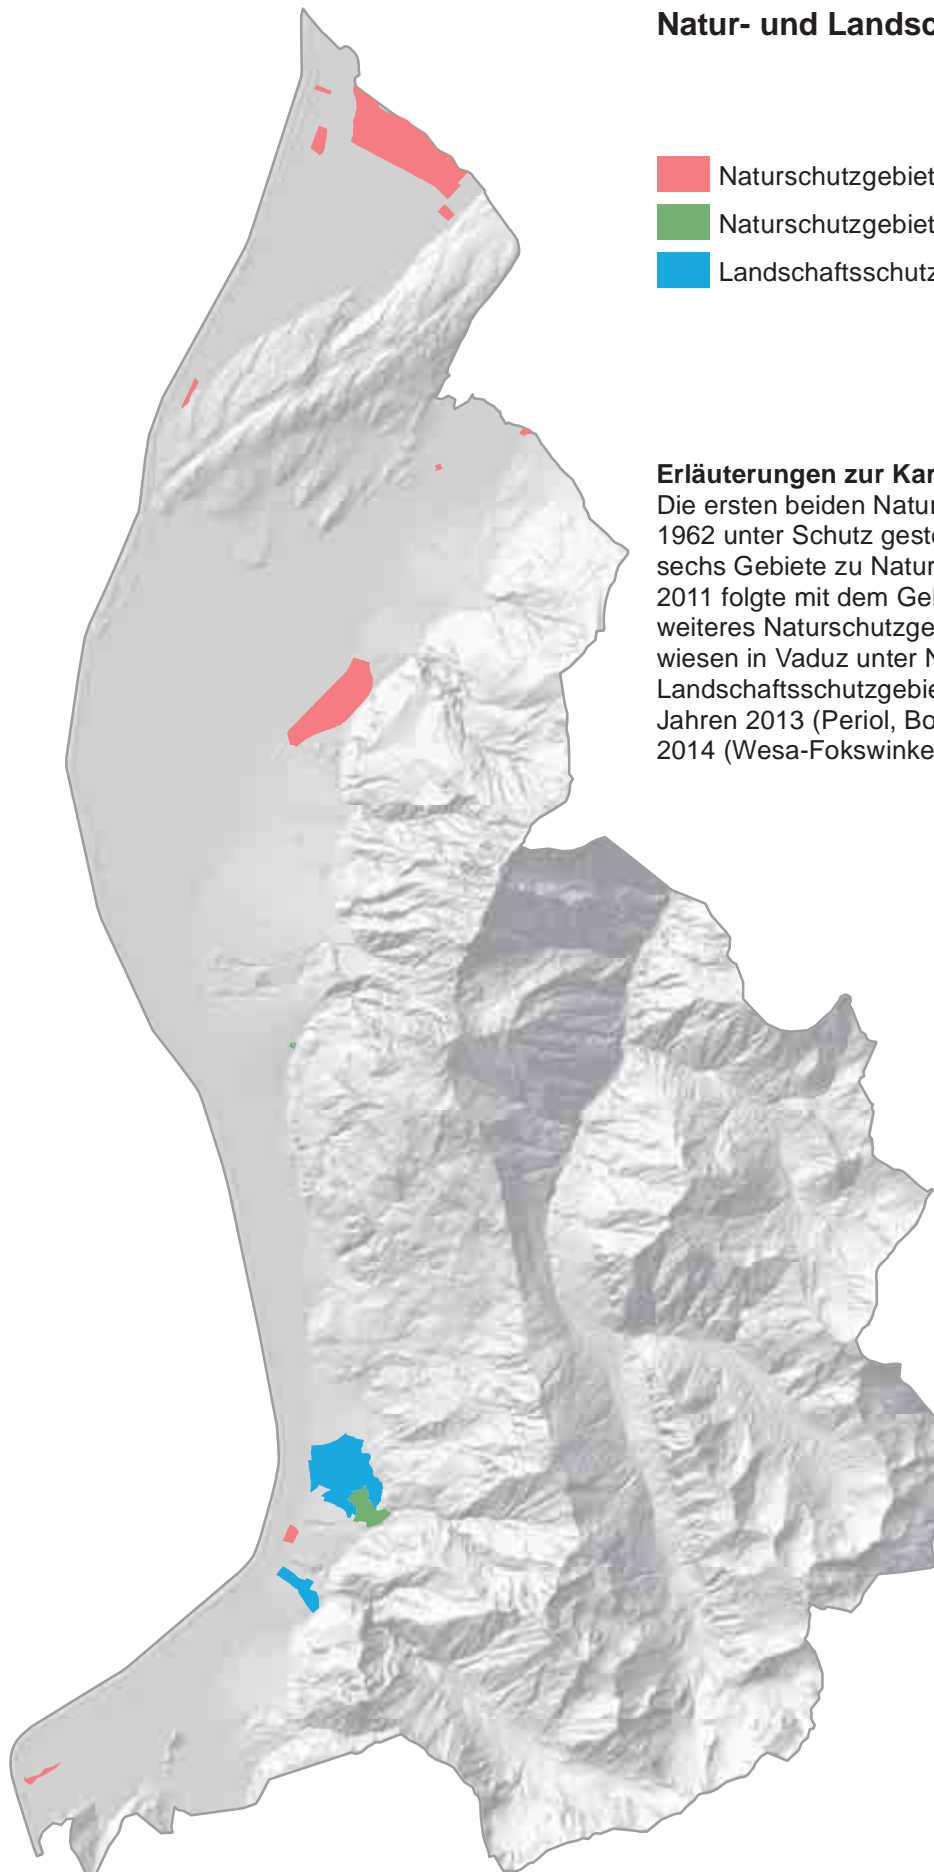 Natur- und Landsc
Naturschutzgebiet
Naturschutzgebiet
Landschaftsschutz
Erläuterungen zur Kar
Die ersten beiden Natur
1962 unter Schutz geste
sechs Gebiete zu Natur
2011 folgte mit dem Gel
weiteres Naturschutzge
wiesen in Vaduz unter N
Landschaftsschutzgebie
Jahren 2013 (Periol, Bo
2014 (Wesa-Fokswinke